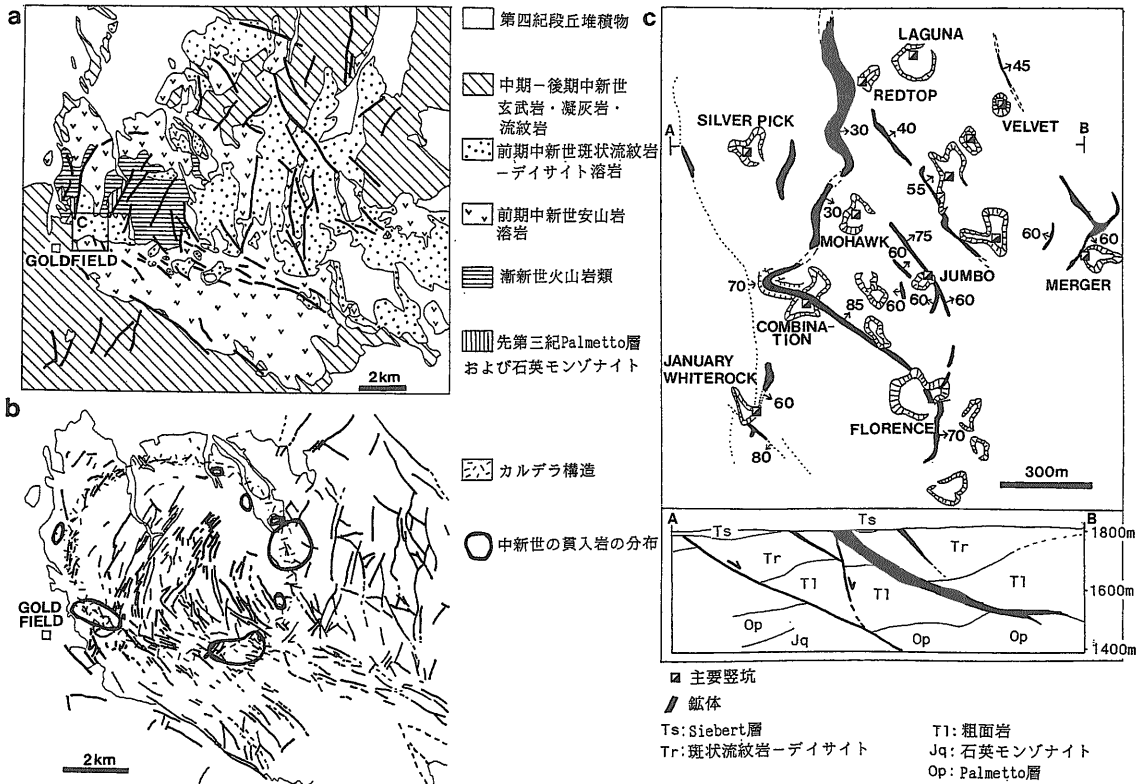 a
GOLDFIELD
C
2km
第四紀段丘堆積物
中期－後期中新世
玄武岩・凝灰岩・
流紋岩
前期中新世斑状流紋岩
－デイサイト溶岩
前期中新世安山岩
溶岩
漸新世火山岩類
先第三紀Palmetto層
および石英モンゾナイト
b
GOLD
FIELD
2km
カルデラ構造
中新世の貫入岩の分布
c
LAGUNA
45
REDTOP
VELVET
SILVER PICK
A
B
30
40
55
30
MOHAWK
75
60
60
60
JUMBO
MERGER
70
85
60
60
60
COMBINA-
TION
JANUARY
WHITEROCK
60
FLORENCE
70
80
300m
A
Ts
Ts
B
1800m
Tr
Tr
Tl
Tl
Tl
1600m
Op
Jq
Op
Op
1400m
主要竪坑
鉱体
Ts:Siebert層
Tr:斑状流紋岩－デイサイト
Tl:粗面岩
Jq:石英モンゾナイト
Op:Palmetto層